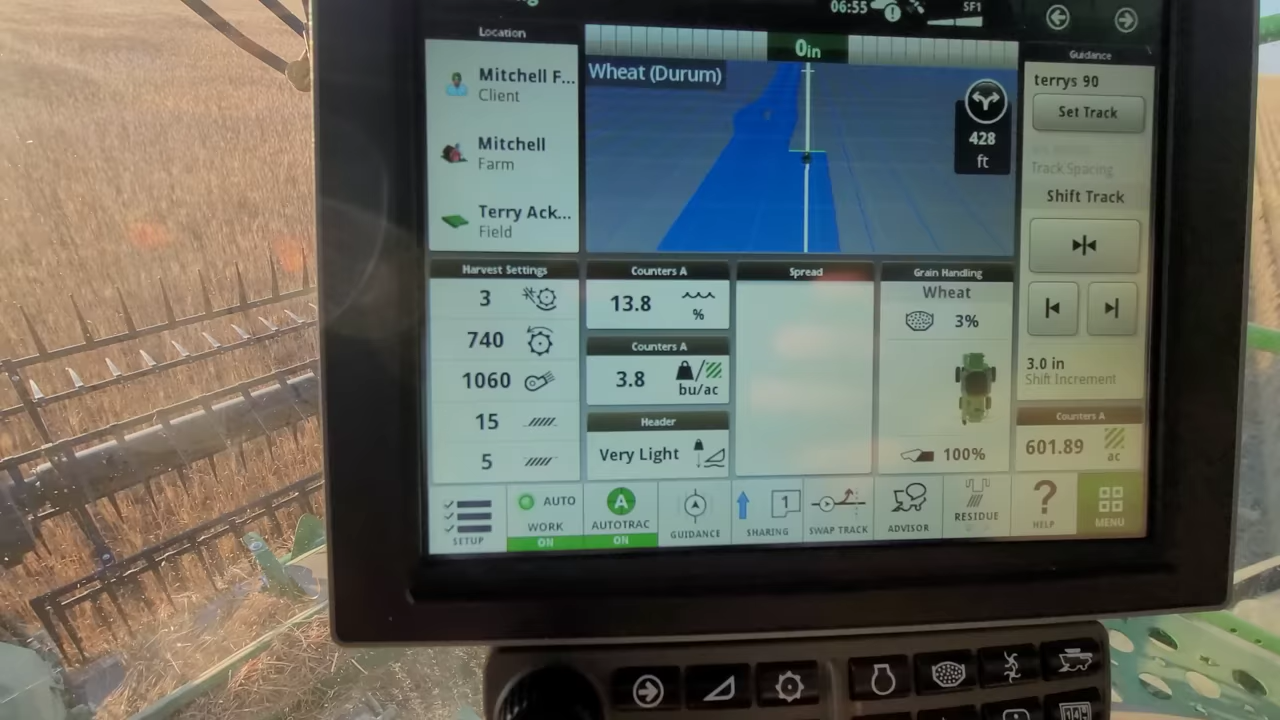 06:55
SF1
Location
0in
Guidance
Mitchell F...
Client
Mitchell
Farm
Terry Ack...
Field
Wheat (Durum)
428
ft
terrys 90
Set Track
Track Spacing
Shift Track
3.0 in
Shift Increment
Harvest Settings
3
740
1060
15
5
Counters A
13.8
%
Counters A
3.8
bu/ac
Header
Very Light
Spread
Grain Handling
Wheat
3%
100%
Counters A
601.89
ac
SETUP
AUTO
WORK
ON
A
AUTOTRAC
ON
GUIDANCE
1
SHARING
SWAP TRACK
ADVISOR
RESIDUE
?
HELP
MENU